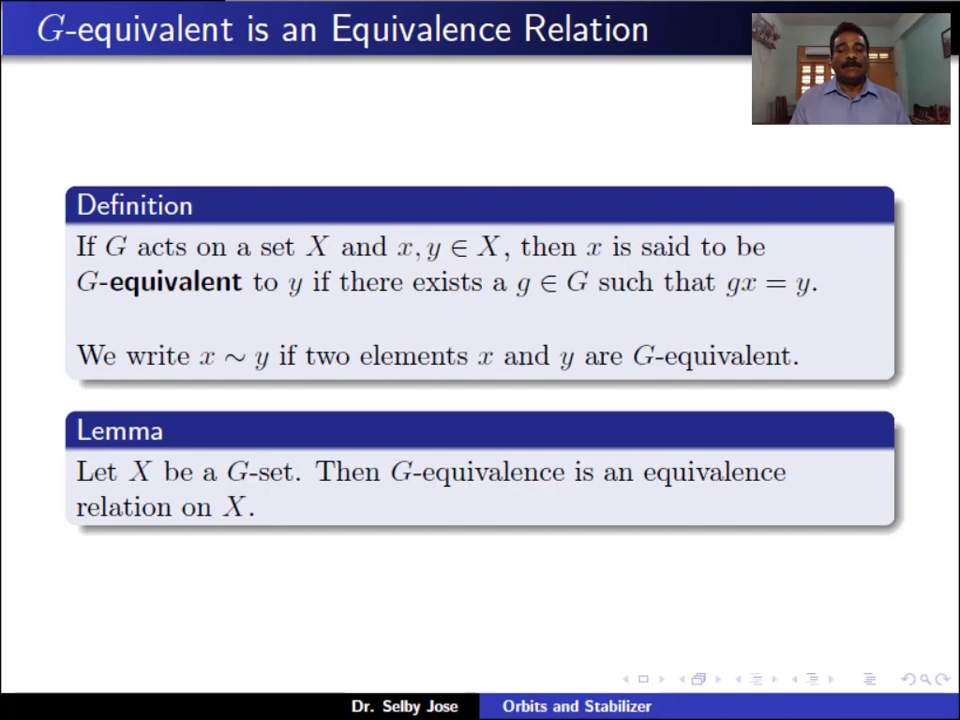 G-equivalent is an Equivalence Relation
Definition
If G acts on a set X and x, y ∈ X, then x is said to be
G-equivalent to y if there exists a g ∈ G such that gx = y.
We write x ∼ y if two elements x and y are G-equivalent.
Lemma
Let X be a G-set. Then G-equivalence is an equivalence
relation on X.
Dr. Selby Jose
Orbits and Stabilizer